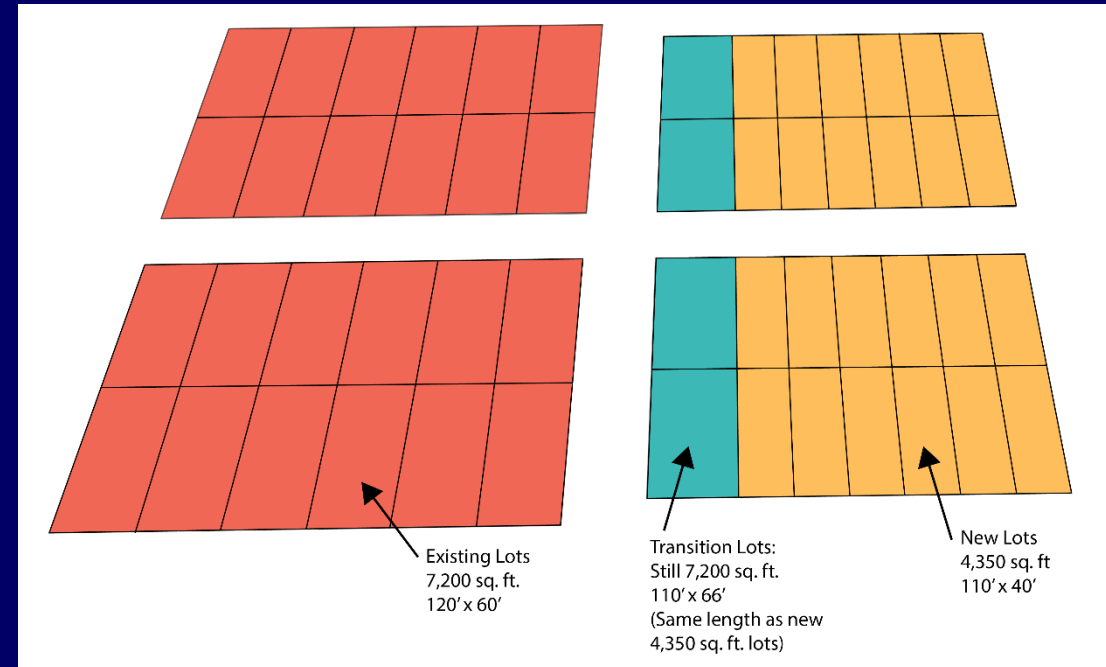 Existing Lots
7,200 sq. ft.
120’ x 60’
Transition Lots:
Still 7,200 sq. ft.
110’ x 66’
(Same length as new
4,350 sq. ft. lots)
New Lots
4,350 sq. ft
110’ x 40’